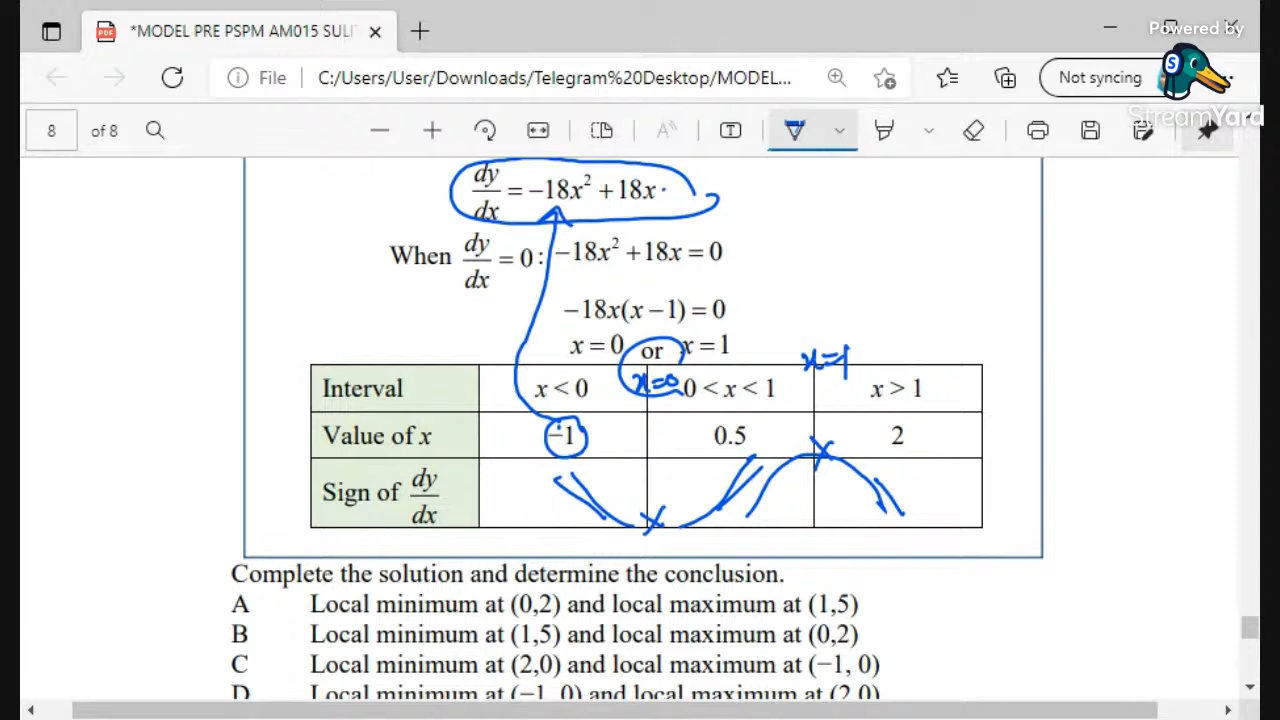 *MODEL PRE PSPM AM015 SULI
Powered by
File C:/Users/User/Downloads/Telegram%20Desktop/MODEL... Not syncing
StreamYard
8 of 8
dy/dx = −18x² + 18x
When dy/dx = 0: −18x² + 18x = 0
−18x(x − 1) = 0
x = 0 or x = 1
x=0 x=1
Interval x < 0 0 < x < 1 x > 1
Value of x −1 0.5 2
Sign of dy/dx
Complete the solution and determine the conclusion.
A Local minimum at (0,2) and local maximum at (1,5)
B Local minimum at (1,5) and local maximum at (0,2)
C Local minimum at (2,0) and local maximum at (−1, 0)
D Local minimum at (−1, 0) and local maximum at (2,0)